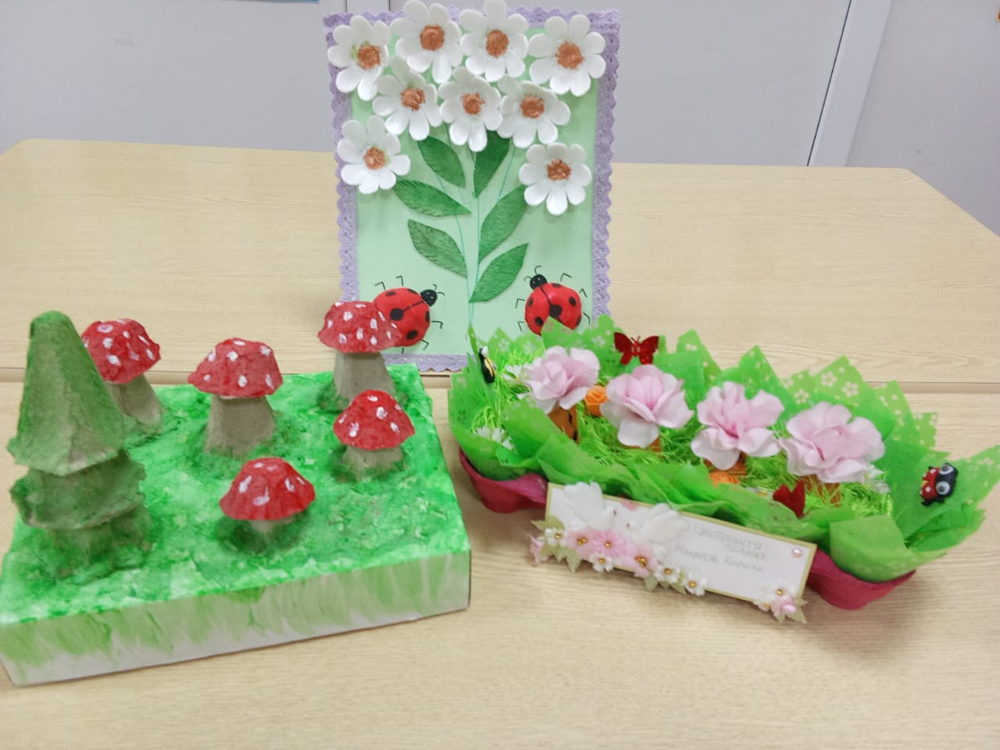 Цветочная
поляна
Макаров Кирилл